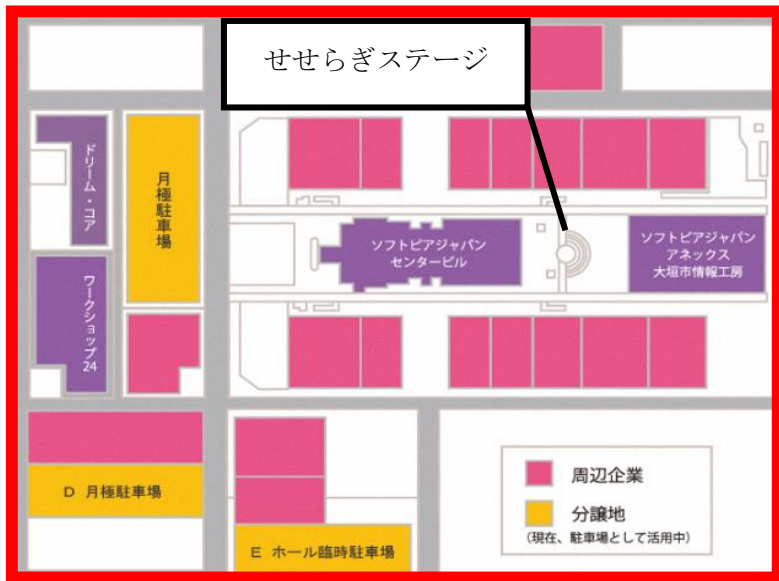 せせらぎステージ
ドリーム・コア
月極駐車場
ソフトピアジャパン
センタービル
ソフトピアジャパン
アネックス
大垣市情報工房
ワークショップ
24
D 月極駐車場
周辺企業
分譲地
(現在、駐車場として活用中)
E ホール臨時駐車場